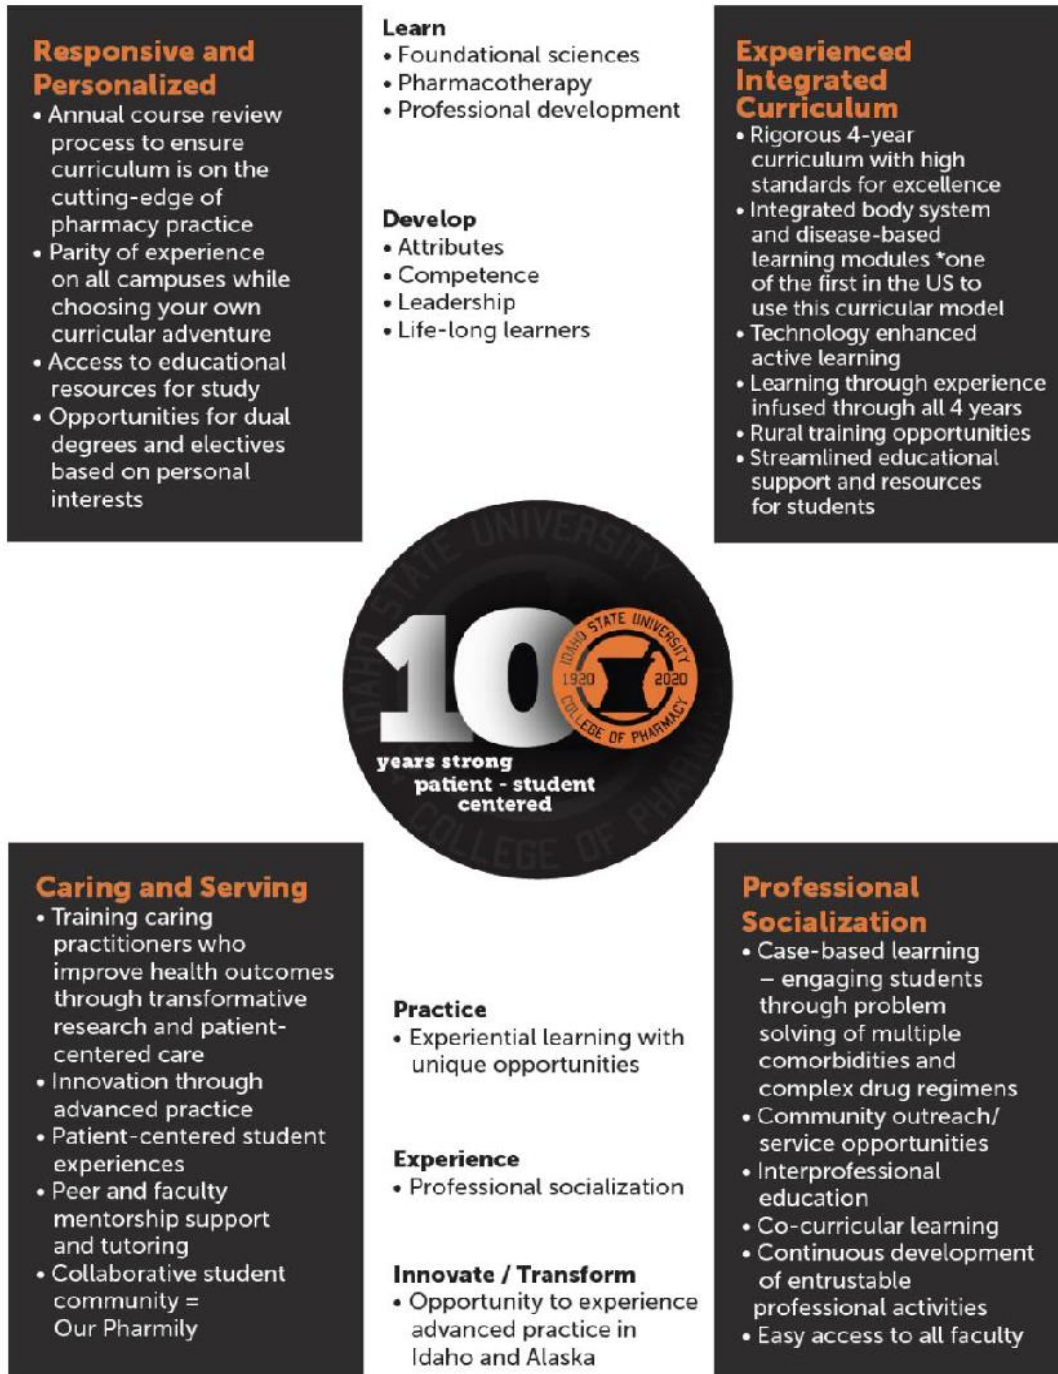 Responsive and
Personalized
• Annual course review
process to ensure
curriculum is on the
cutting-edge of
pharmacy practice
• Parity of experience
on all campuses while
choosing your own
curricular adventure
• Access to educational
resources for study
• Opportunities for dual
degrees and electives
based on personal
interests
Learn
• Foundational sciences
• Pharmacotherapy
• Professional development
Develop
• Attributes
• Competence
• Leadership
• Life-long learners
Experienced
Integrated
Curriculum
• Rigorous 4-year
curriculum with high
standards for excellence
• Integrated body system
and disease-based
learning modules *one
of the first in the US to
use this curricular model
• Technology enhanced
active learning
• Learning through experience
infused through all 4 years
• Rural training opportunities
• Streamlined educational
support and resources
for students
IDAHO STATE UNIVERSITY
COLLEGE OF PHARMACY
10
IDAHO STATE UNIVERSITY
1920 2020
COLLEGE OF PHARMACY
years strong
patient - student
centered
Caring and Serving
• Training caring
practitioners who
improve health outcomes
through transformative
research and patient-
centered care
• Innovation through
advanced practice
• Patient-centered student
experiences
• Peer and faculty
mentorship support
and tutoring
• Collaborative student
community =
Our Pharmily
Practice
• Experiential learning with
unique opportunities
Experience
• Professional socialization
Innovate / Transform
• Opportunity to experience
advanced practice in
Idaho and Alaska
Professional
Socialization
• Case-based learning
– engaging students
through problem
solving of multiple
comorbidities and
complex drug regimens
• Community outreach/
service opportunities
• Interprofessional
education
• Co-curricular learning
• Continuous development
of entrustable
professional activities
• Easy access to all faculty